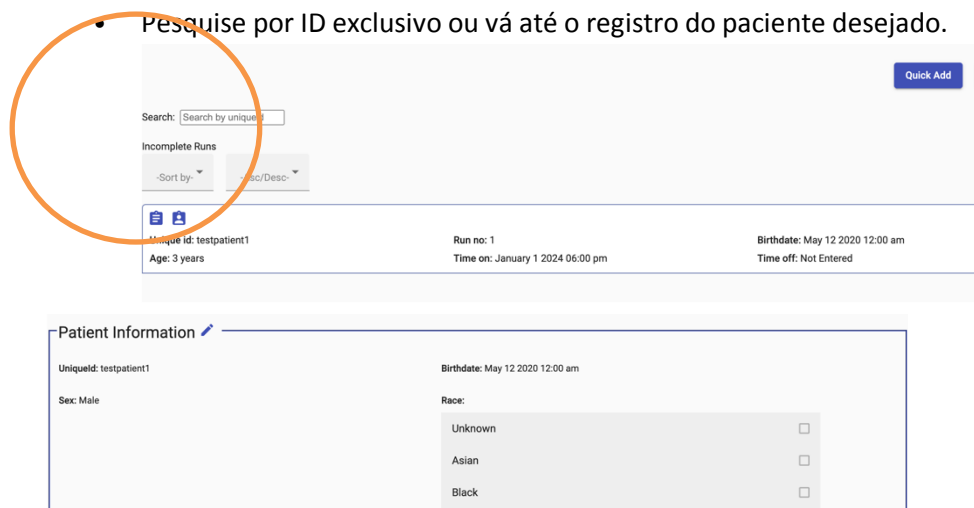 • Pesquise por ID exclusivo ou vá até o registro do paciente desejado.
Quick Add
Search: Search by uniqueId
Incomplete Runs
-Sort by- -Asc/Desc-
Unique id: testpatient1 Run no: 1 Birthdate: May 12 2020 12:00 am
Age: 3 years Time on: January 1 2024 06:00 pm Time off: Not Entered
Patient Information
UniqueId: testpatient1 Birthdate: May 12 2020 12:00 am
Sex: Male Race:
Unknown
Asian
Black